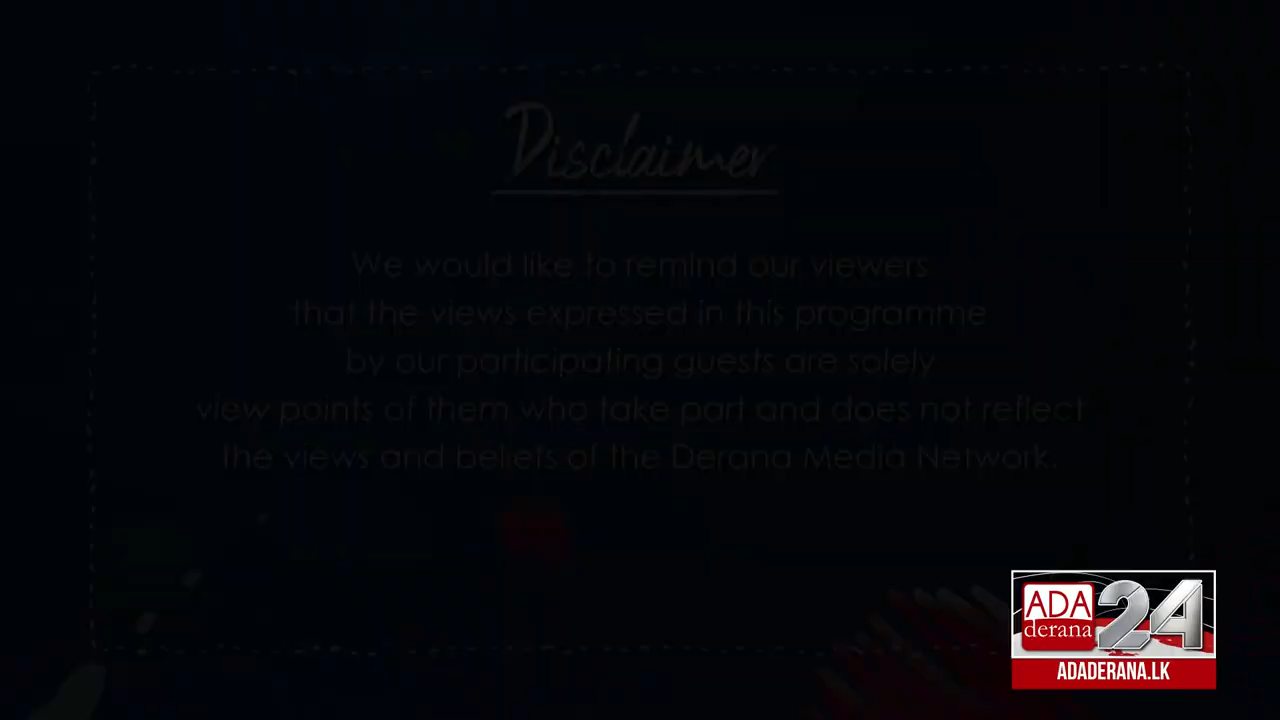 Disclaimer
We would like to remind our viewers
that the views expressed in this programme
by our participating guests are solely
view points of them who take part and does not reflect
the views and beliefs of the Derana Media Network.
ADA
derana
24
ADADERANA.LK